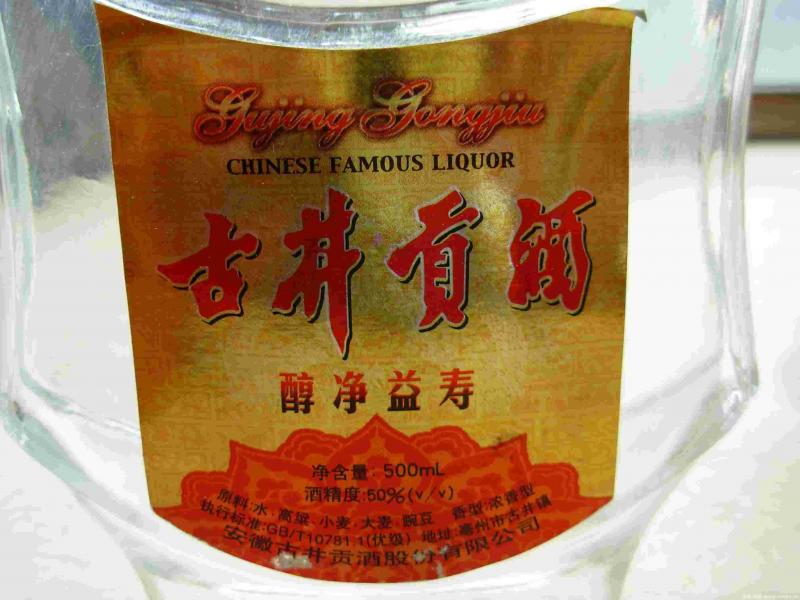 Gujing Gongjiu
CHINESE FAMOUS LIQUOR
古井贡酒
醇净益寿
净含量: 500mL
酒精度:50%(v/v)
原料:水、高粱、小麦、大麦、豌豆 香型:浓香型
执行标准:GB/T10781.1(优级) 地址:亳州市古井镇
安徽古井贡酒股份有限公司